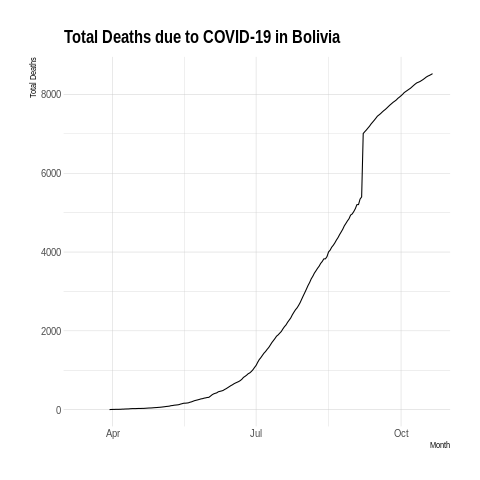 Total Deaths due to COVID-19 in Bolivia
Total Deaths
8000
6000
4000
2000
0
Apr
Jul
Oct
Month